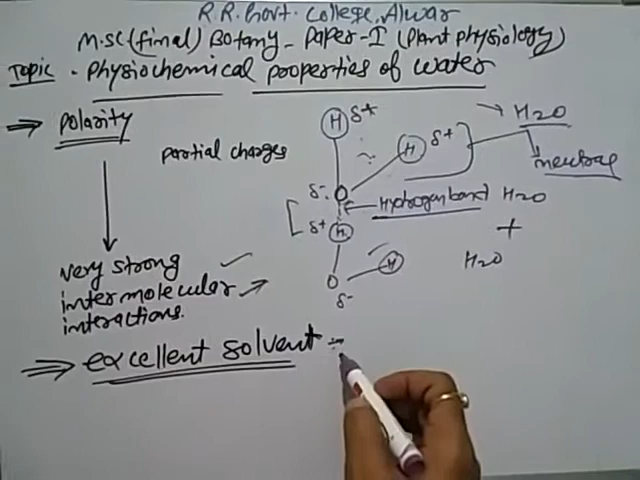 R.R. Govt. College, Alwar
M.Sc (final) Botany - Paper-I (Plant physiology)
Topic - Physiochemical properties of water
⇒ polarity
partial charges
H δ+
H δ+
H2O
neutral
δ- O
Hydrogen bond
H2O
+
H2O
δ+ H
O
H
δ-
very strong
intermolecular
interactions.
⇒ excellent solvent :-